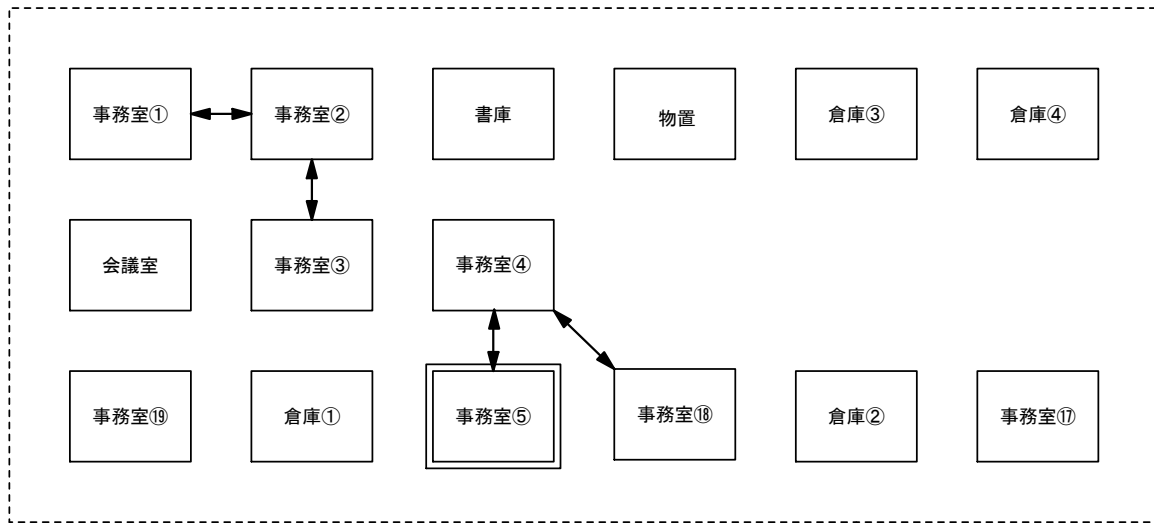 事務室①
事務室②
書庫
物置
倉庫③
倉庫④
会議室
事務室③
事務室④
事務室⑲
倉庫①
事務室⑤
事務室⑱
倉庫②
事務室⑰